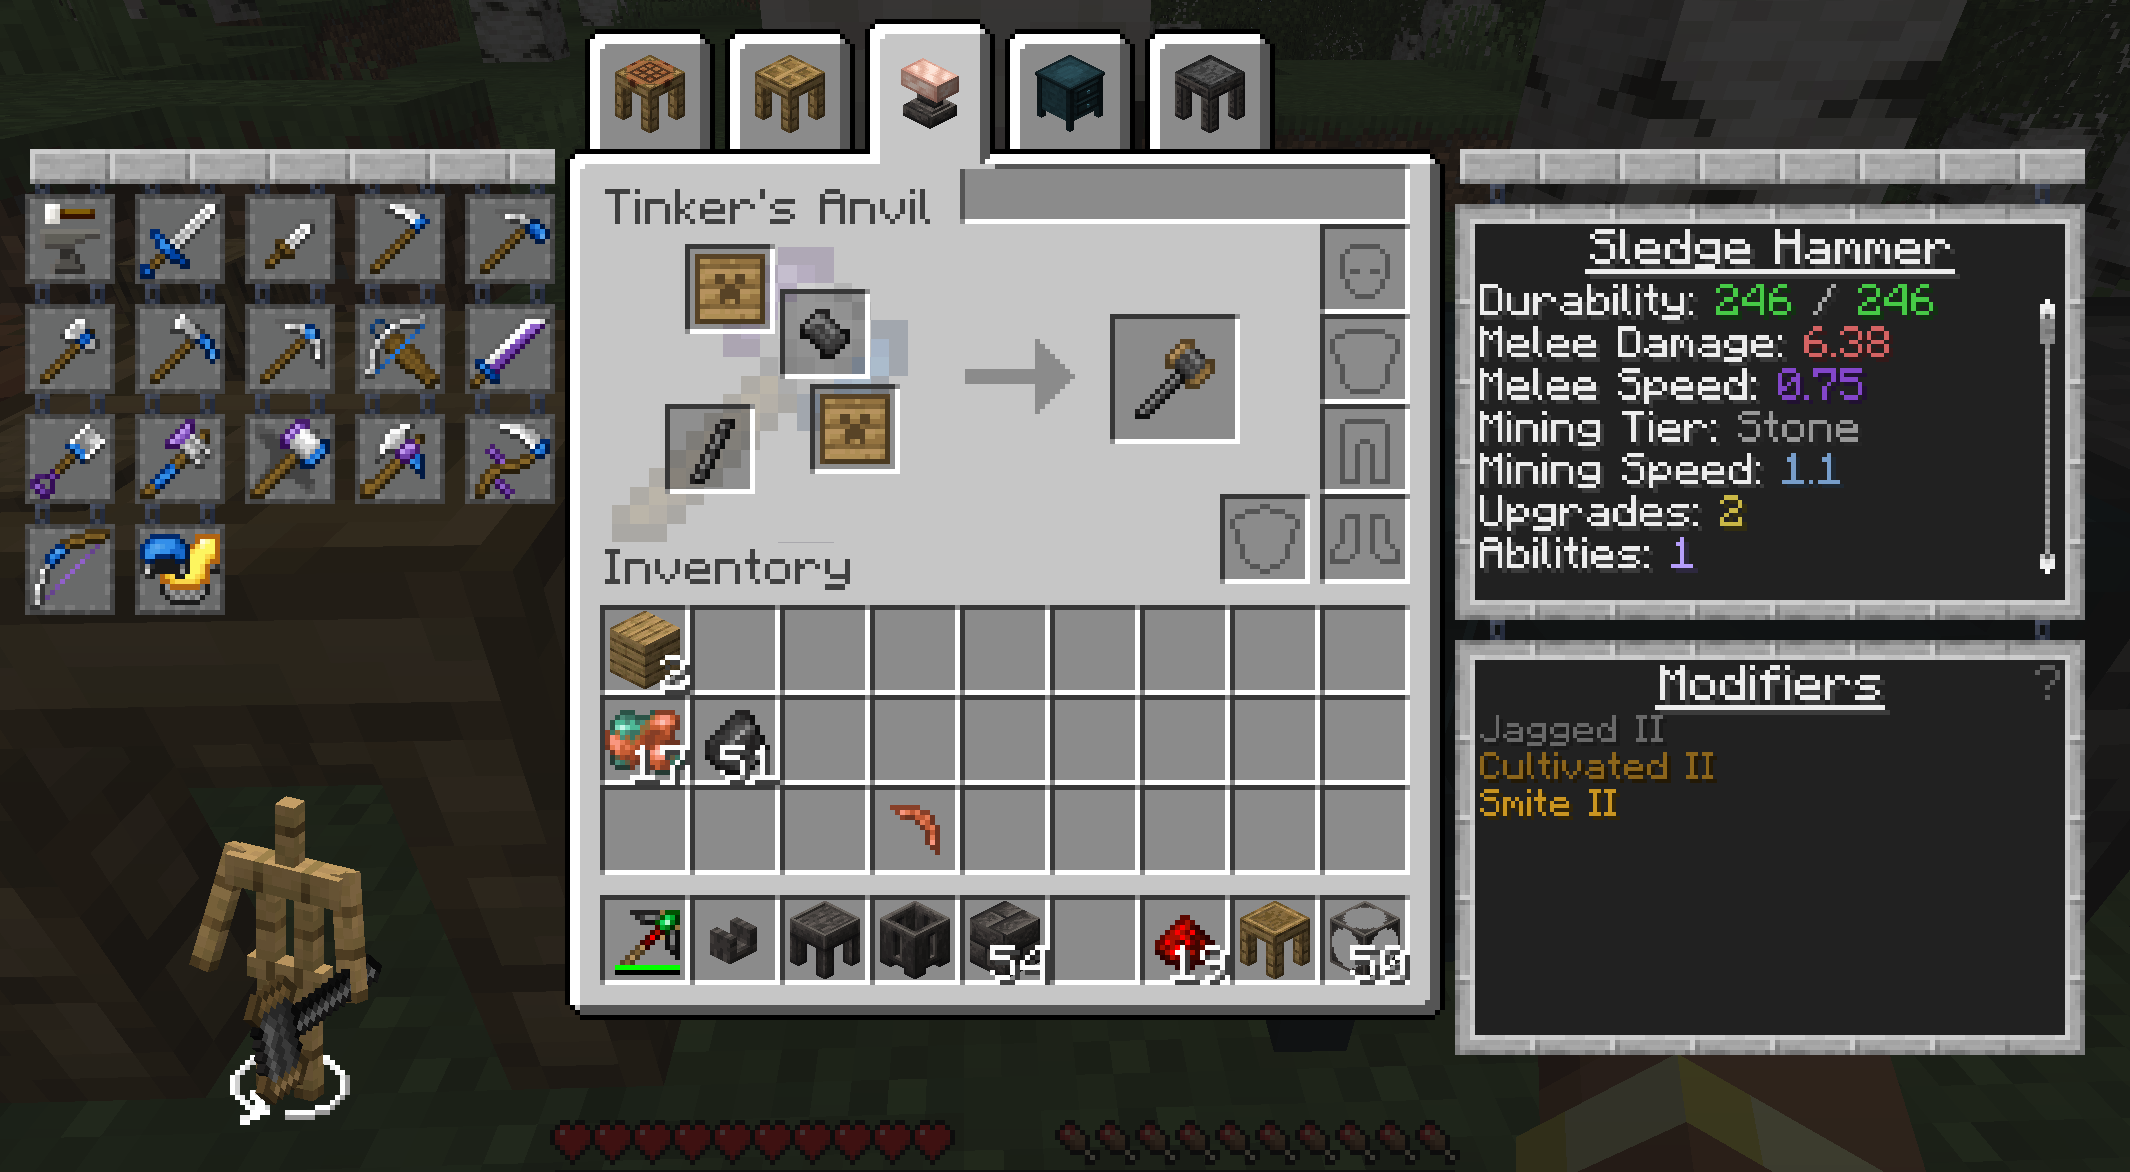 Tinker's Anvil
Sledge Hammer
Durability: 246 / 246
Melee Damage: 6.38
Melee Speed: 0.75
Mining Tier: Stone
Mining Speed: 1.1
Upgrades: 2
Abilities: 1
Inventory
2
17 51
54 19 50
Modifiers ?
Jagged II
Cultivated II
Smite II